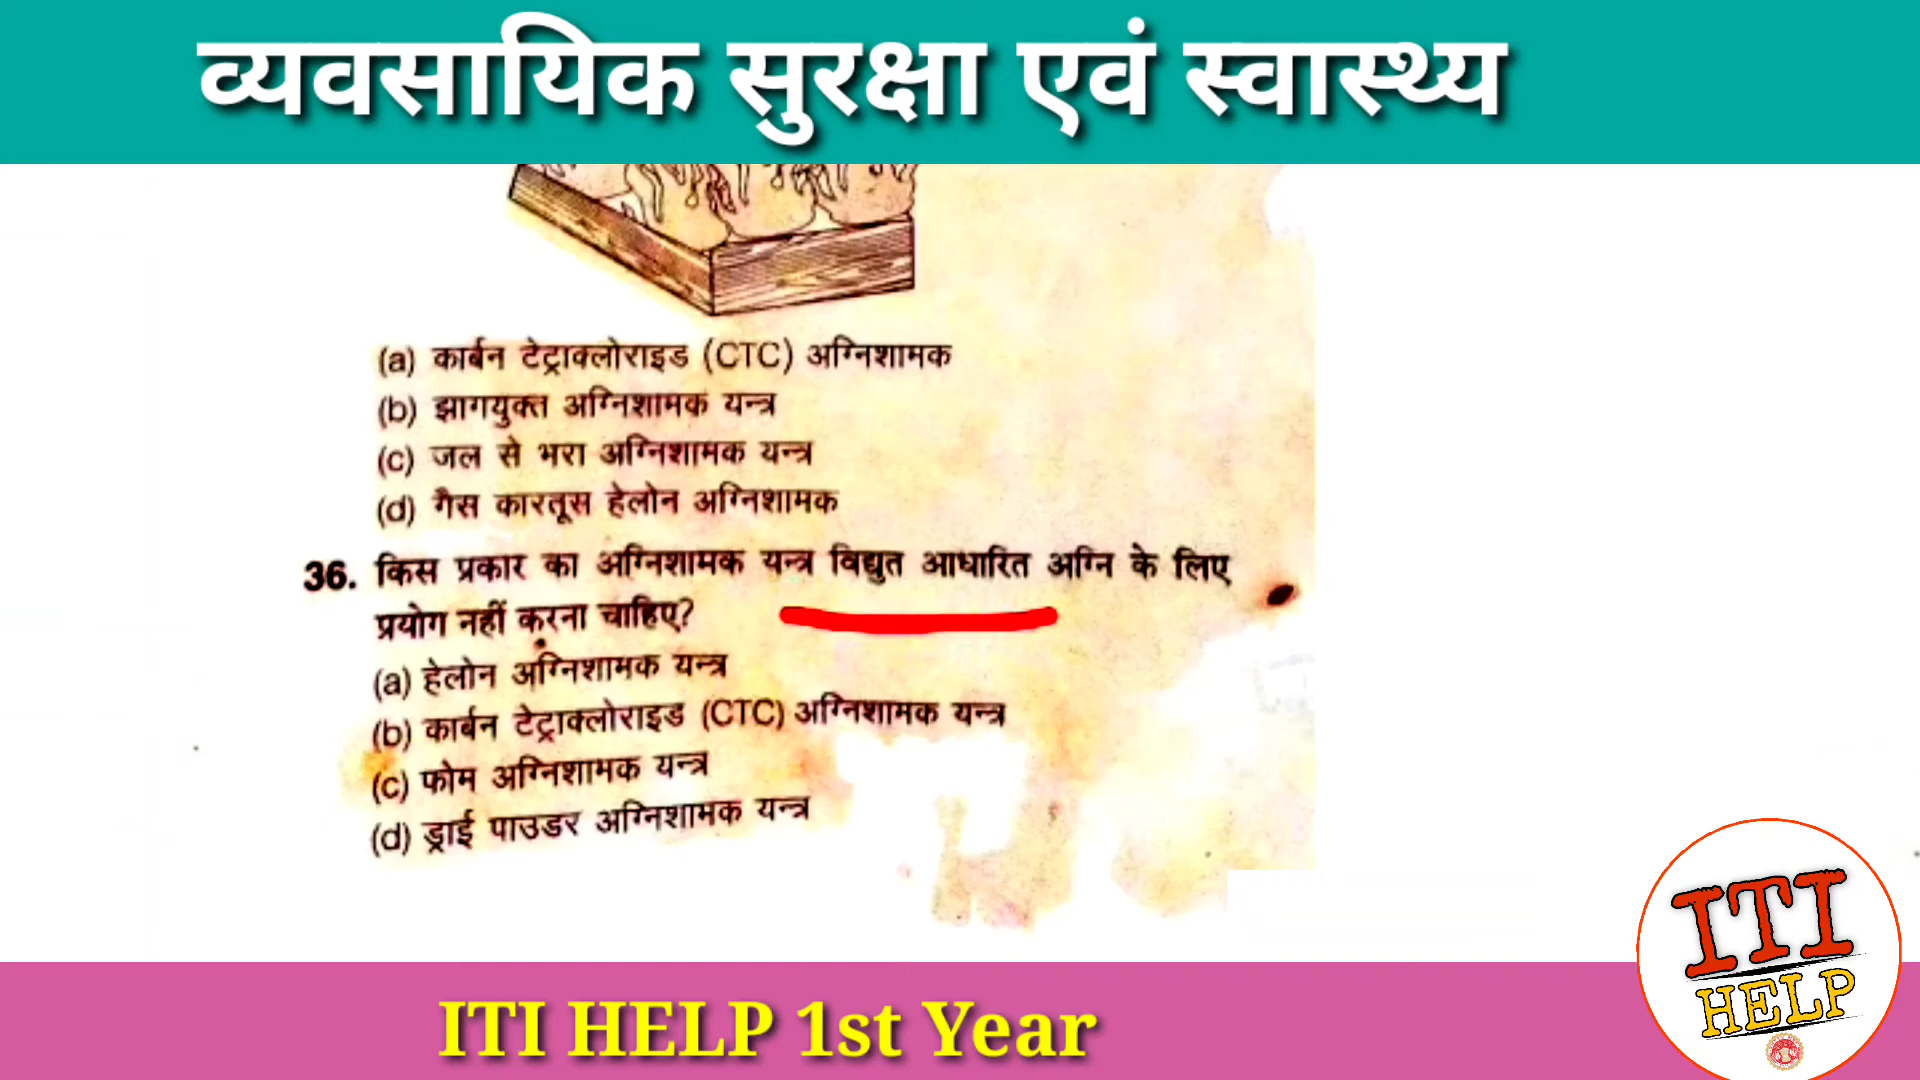 व्यवसायिक सुरक्षा एवं स्वास्थ्य
(a) कार्बन टेट्राक्लोराइड (CTC) अग्निशामक
(b) झागयुक्त अग्निशामक यन्त्र
(c) जल से भरा अग्निशामक यन्त्र
(d) गैस कारतूस हेलोन अग्निशामक
36. किस प्रकार का अग्निशामक यन्त्र विद्युत आधारित अग्नि के लिए
प्रयोग नहीं करना चाहिए?
(a) हेलोन अग्निशामक यन्त्र
(b) कार्बन टेट्राक्लोराइड (CTC) अग्निशामक यन्त्र
(c) फोम अग्निशामक यन्त्र
(d) ड्राई पाउडर अग्निशामक यन्त्र
ITI HELP 1st Year
ITI
HELP